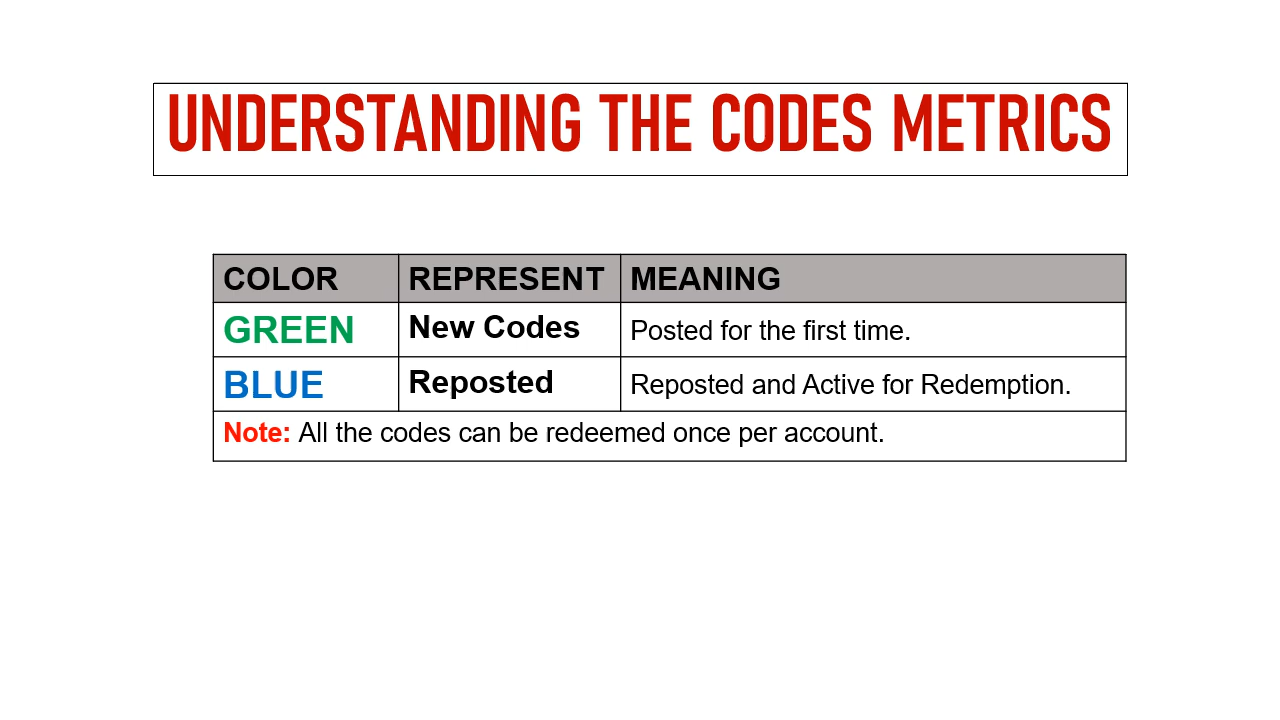 UNDERSTANDING THE CODES METRICS
COLOR REPRESENT MEANING
GREEN New Codes Posted for the first time.
BLUE Reposted Reposted and Active for Redemption.
Note: All the codes can be redeemed once per account.